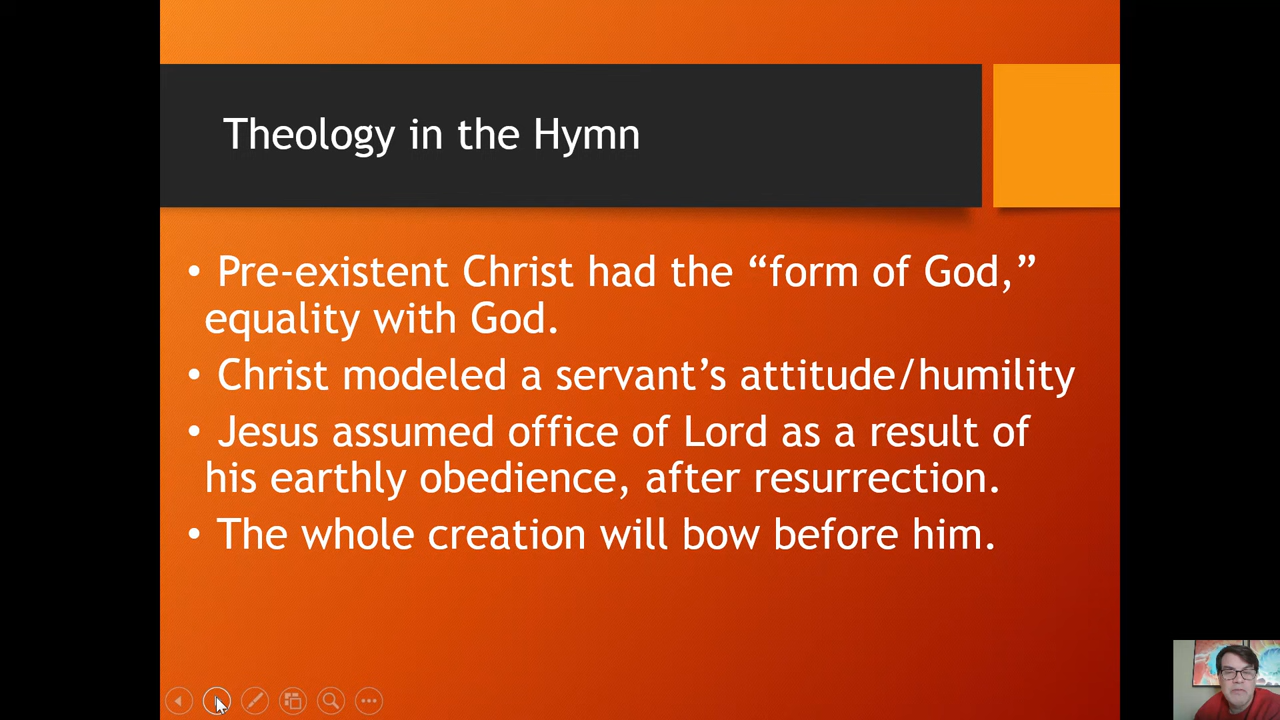 Theology in the Hymn
• Pre-existent Christ had the “form of God,”
equality with God.
• Christ modeled a servant’s attitude/humility
• Jesus assumed office of Lord as a result of
his earthly obedience, after resurrection.
• The whole creation will bow before him.